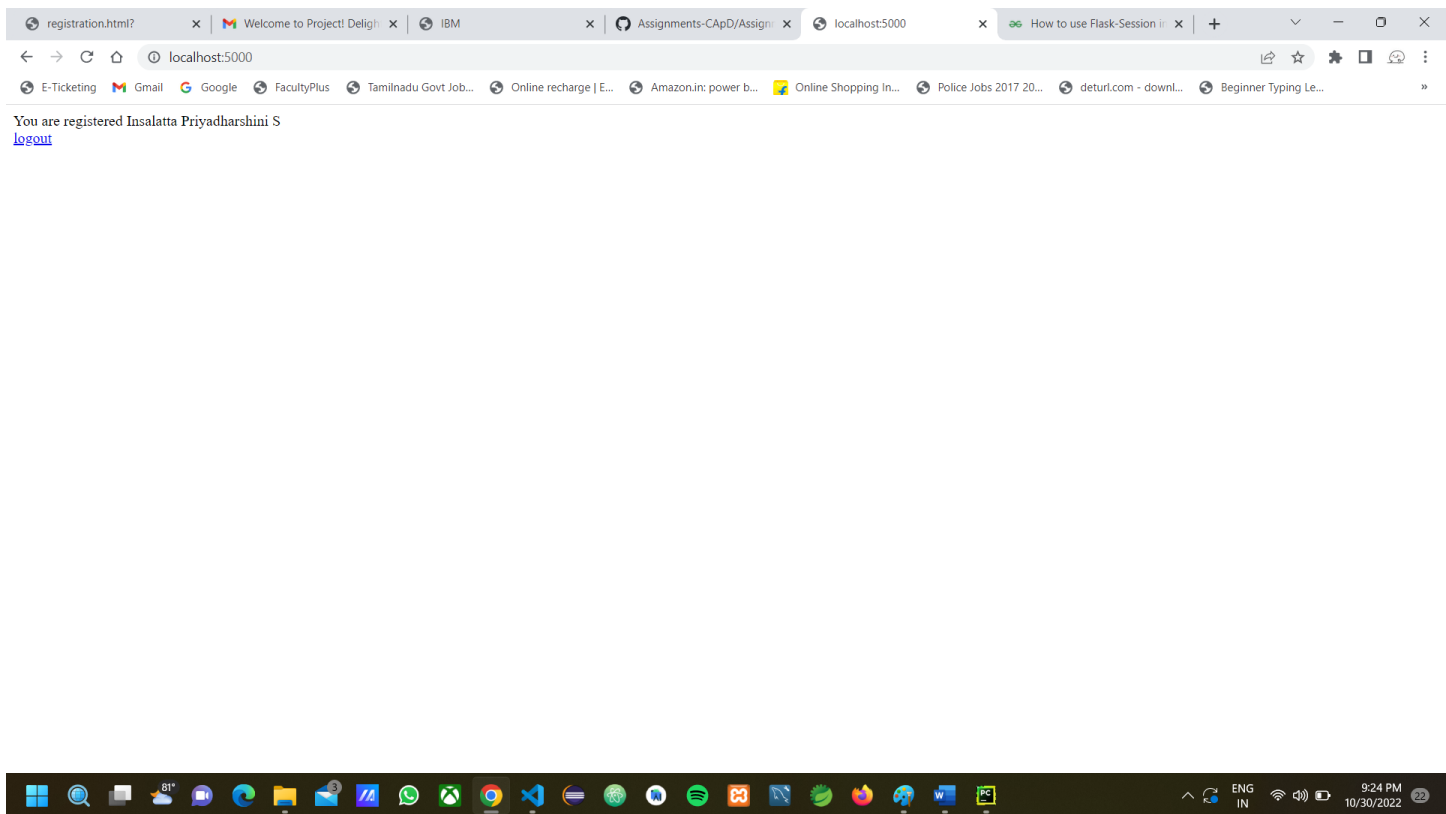 registration.html?
Welcome to Project! Deligh
IBM
Assignments-CApD/Assign
localhost:5000
How to use Flask-Session in
localhost:5000
E-Ticketing
Gmail
Google
FacultyPlus
Tamilnadu Govt Job...
Online recharge | E...
Amazon.in: power b...
Online Shopping In...
Police Jobs 2017 20...
deturl.com - downl...
Beginner Typing Le...
»
You are registered Insalatta Priyadharshini S
logout
81°
3
ENG
IN
9:24 PM
10/30/2022
22